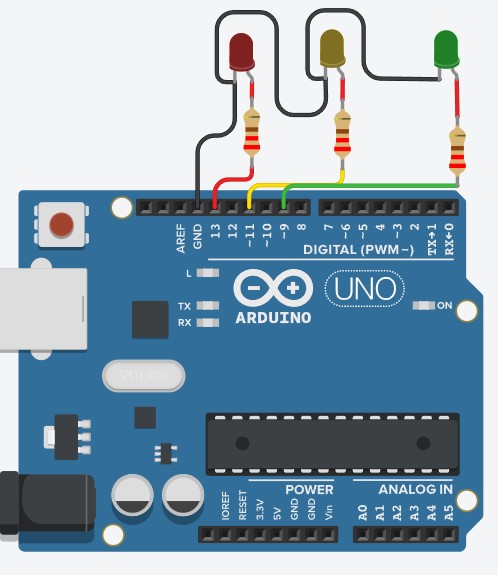 AREF
GND
13
12
~11
~10
~9
8
7
~6
~5
4
~3
2
TX→1
RX←0
DIGITAL (PWM~)
L
TX
RX
ARDUINO
UNO
ON
POWER
ANALOG IN
IOREF
RESET
3.3V
5V
GND
GND
Vin
A0
A1
A2
A3
A4
A5